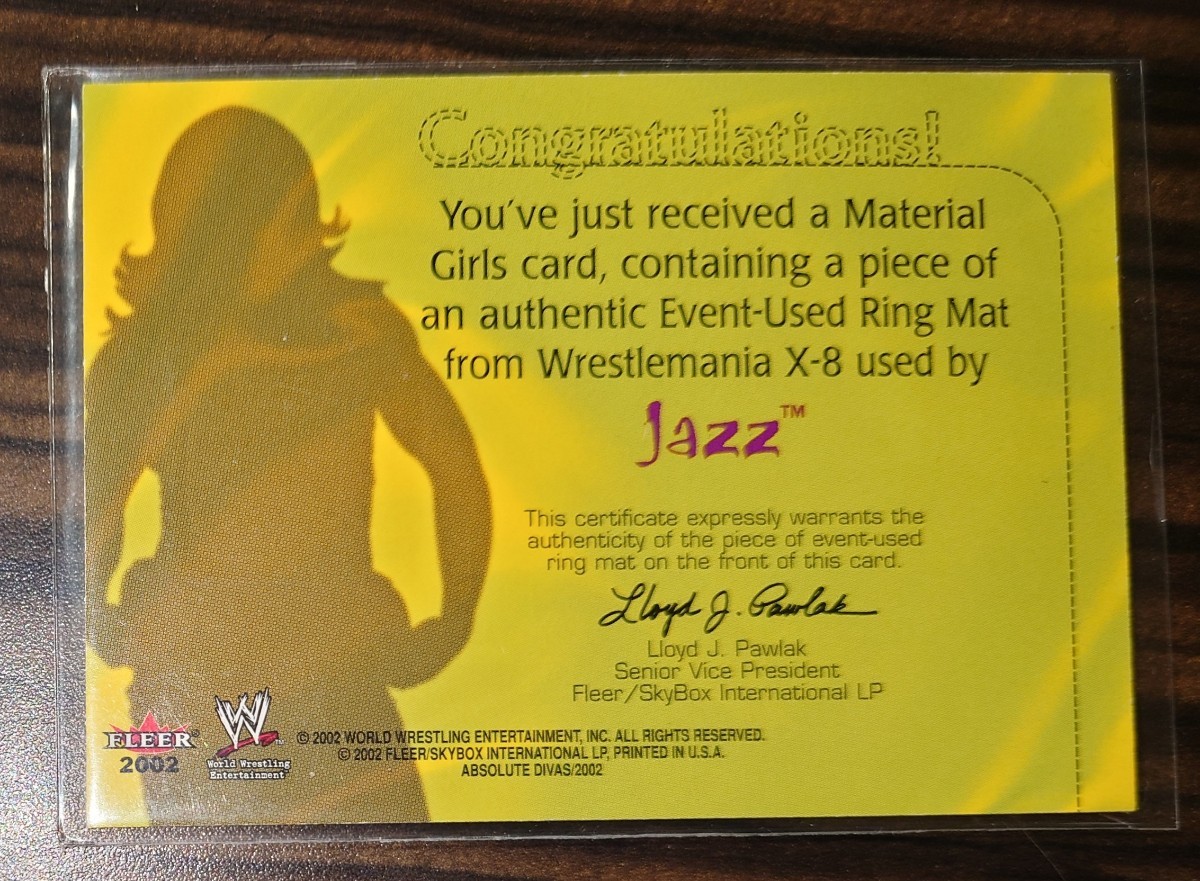 Congratulations!
You've just received a Material
Girls card, containing a piece of
an authentic Event-Used Ring Mat
from Wrestlemania X-8 used by
Jazz™
This certificate expressly warrants the
authenticity of the piece of event-used
ring mat on the front of this card.
Lloyd J. Pawlak
Lloyd J. Pawlak
Senior Vice President
Fleer/SkyBox International LP
FLEER®
2002
W™
World Wrestling
Entertainment™
© 2002 WORLD WRESTLING ENTERTAINMENT, INC. ALL RIGHTS RESERVED.
© 2002 FLEER/SKYBOX INTERNATIONAL LP, PRINTED IN U.S.A.
ABSOLUTE DIVAS/2002